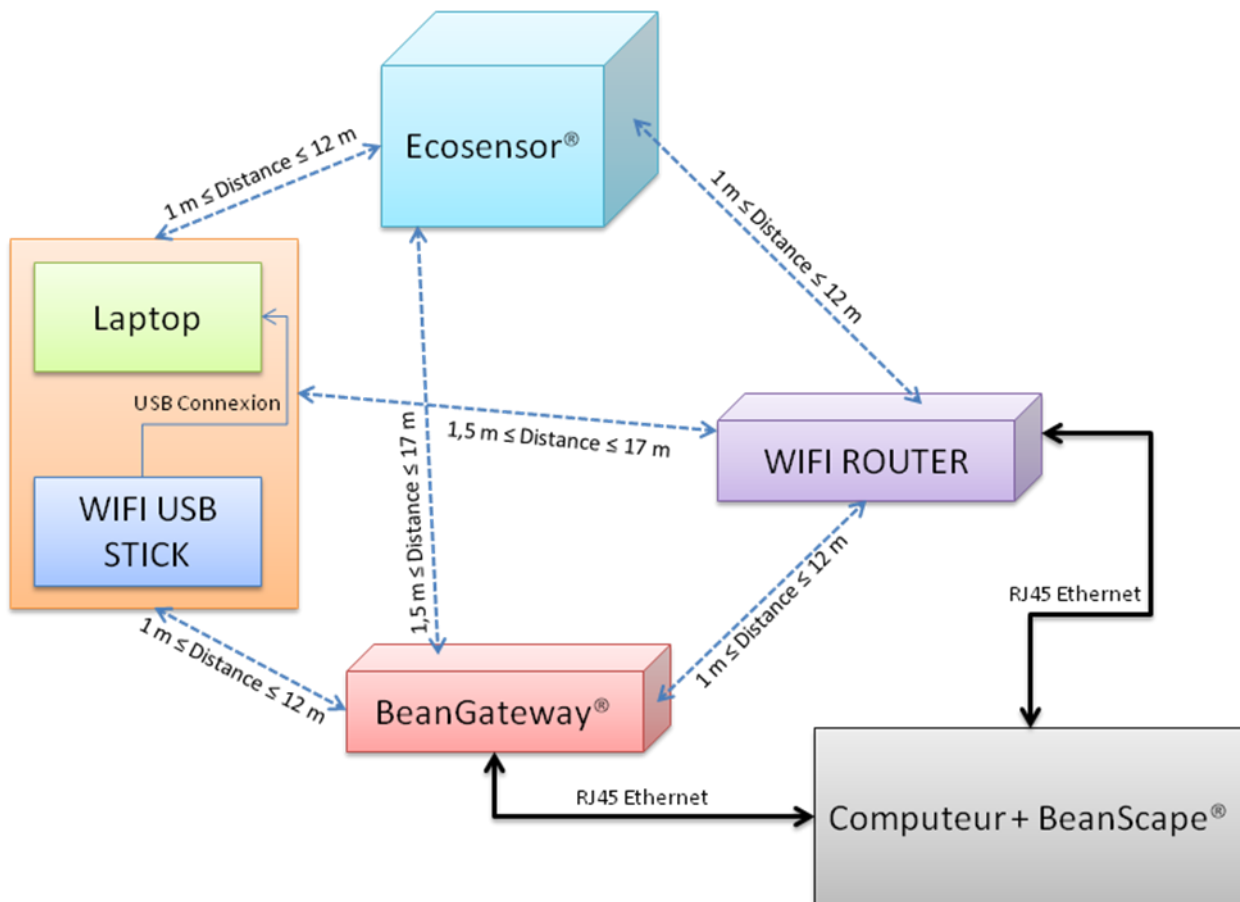 Ecosensor®
1 m ≤ Distance ≤ 12 m
1 m ≤ Distance ≤ 12 m
Laptop
USB Connexion
WIFI USB
STICK
1,5 m ≤ Distance ≤ 17 m
1,5 m ≤ Distance ≤ 17 m
WIFI ROUTER
1 m ≤ Distance ≤ 12 m
1 m ≤ Distance ≤ 12 m
RJ45 Ethernet
BeanGateway®
RJ45 Ethernet
Computeur + BeanScape®